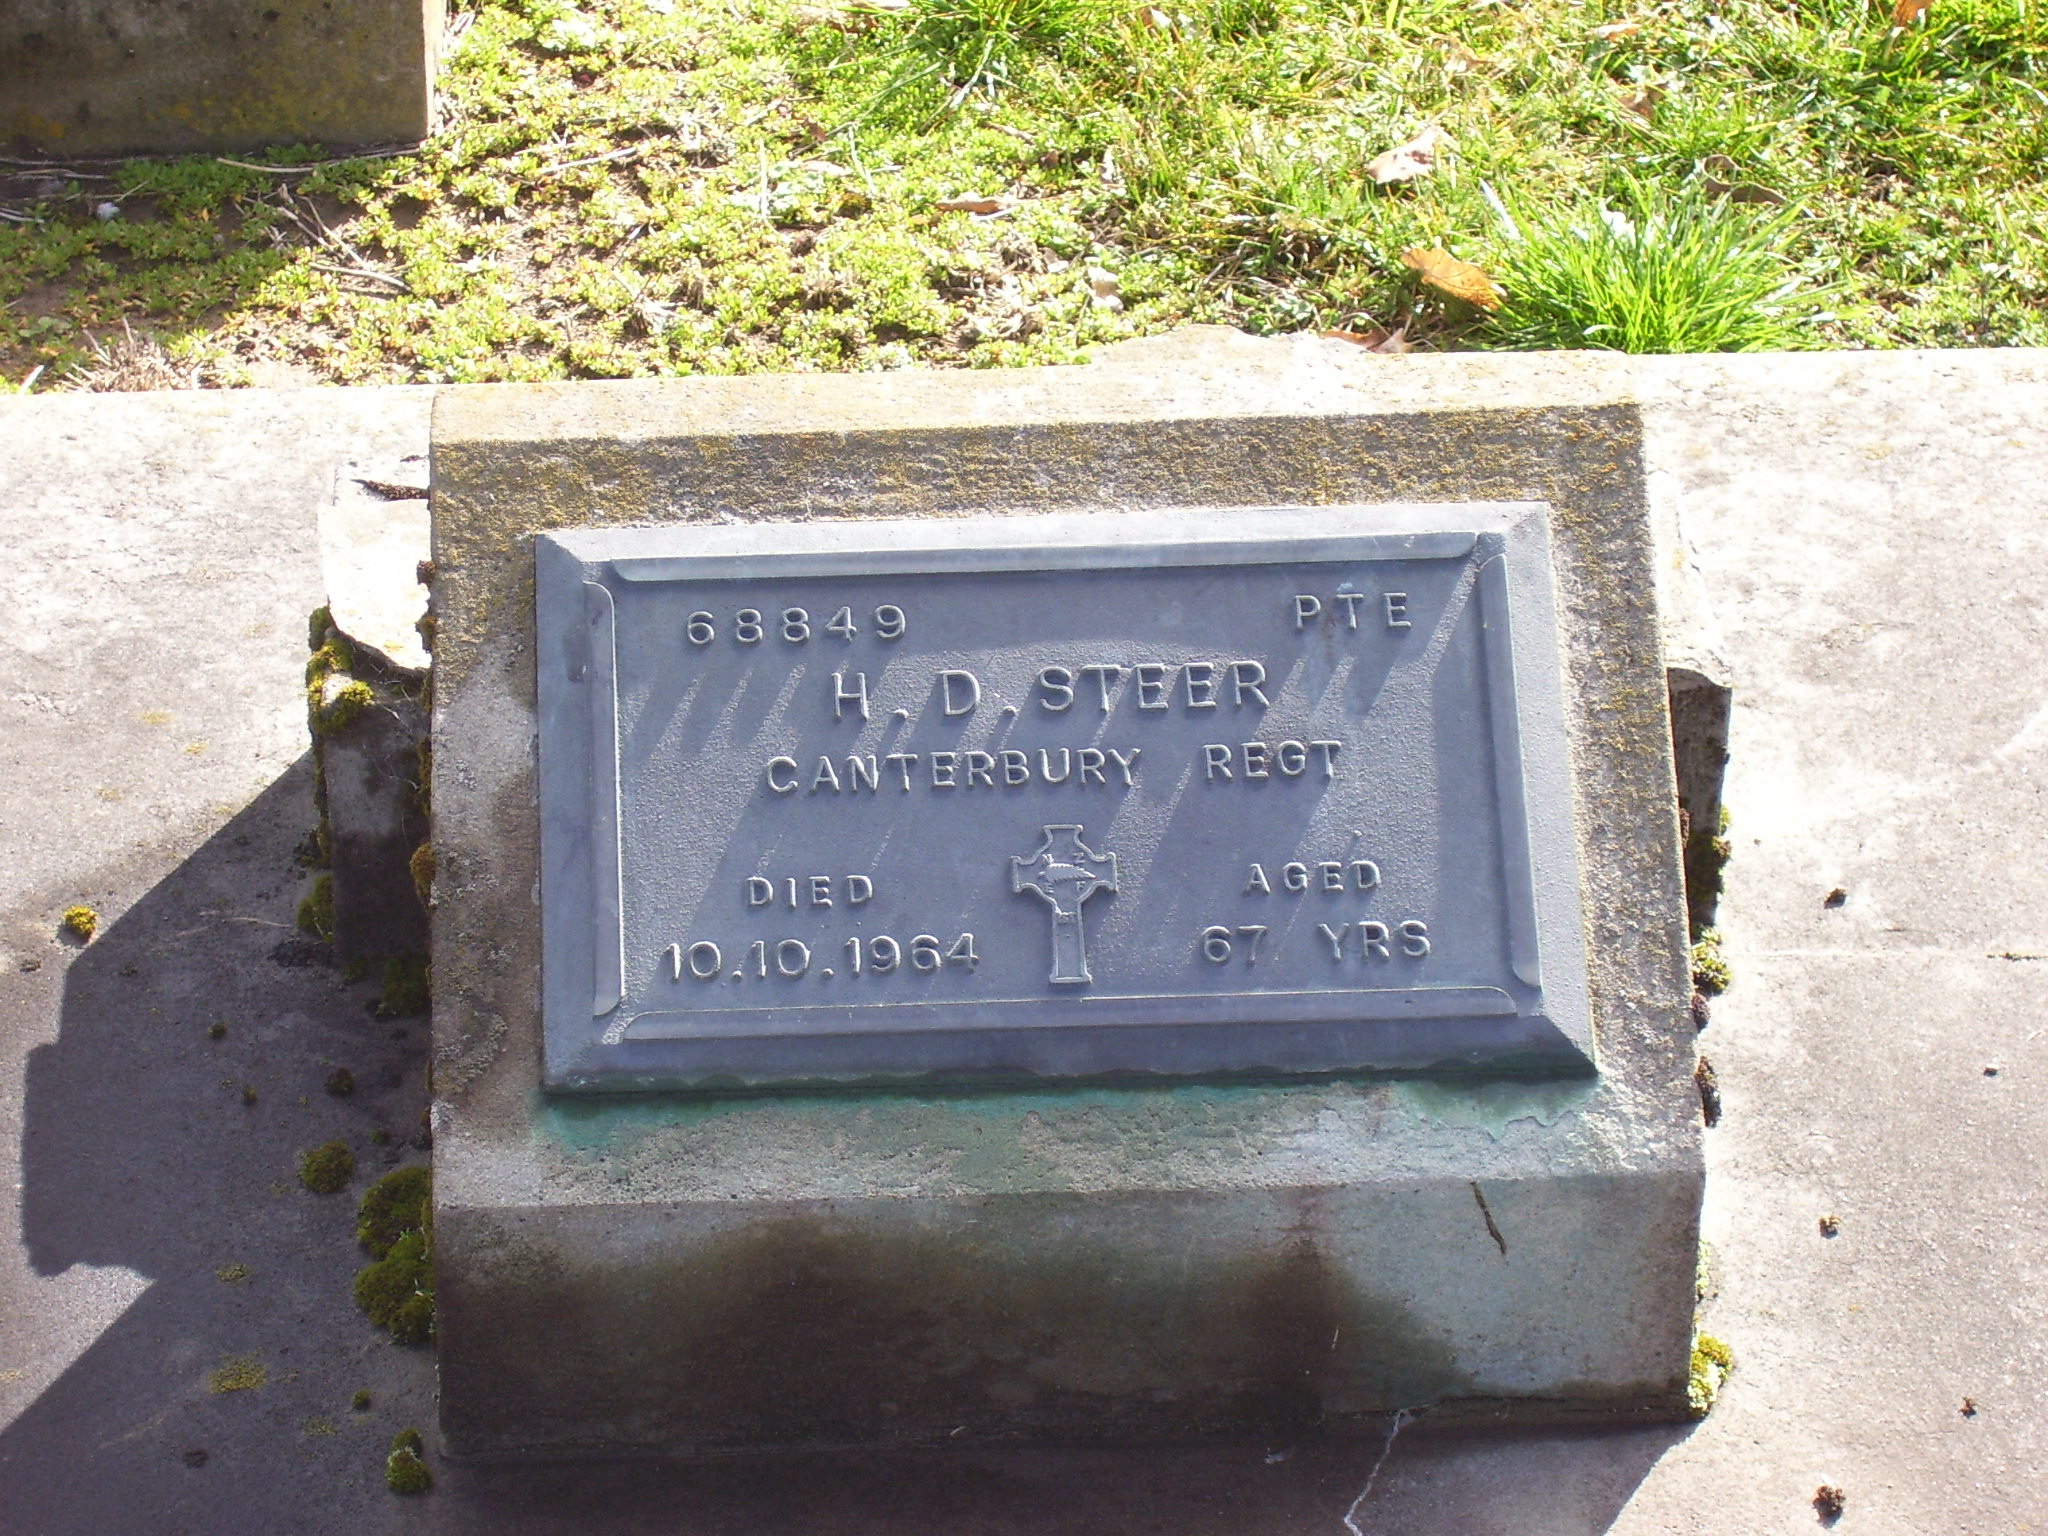 68849 PTE
H. D. STEER
CANTERBURY REGT
DIED AGED
10.10.1964 67 YRS